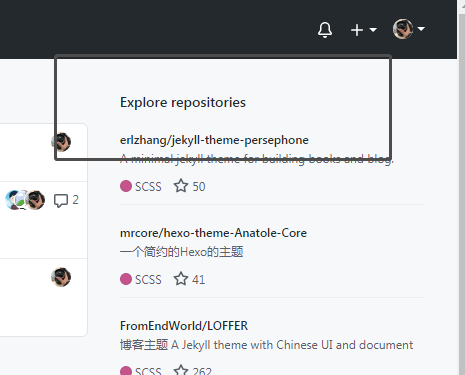 Explore repositories
erlzhang/jekyll-theme-persephone
A minimal jekyll theme for building books and blog.
SCSS 50
2
mrcore/hexo-theme-Anatole-Core
一个简约的Hexo的主题
SCSS 41
FromEndWorld/LOFFER
博客主题 A Jekyll theme with Chinese UI and document
SCSS 262